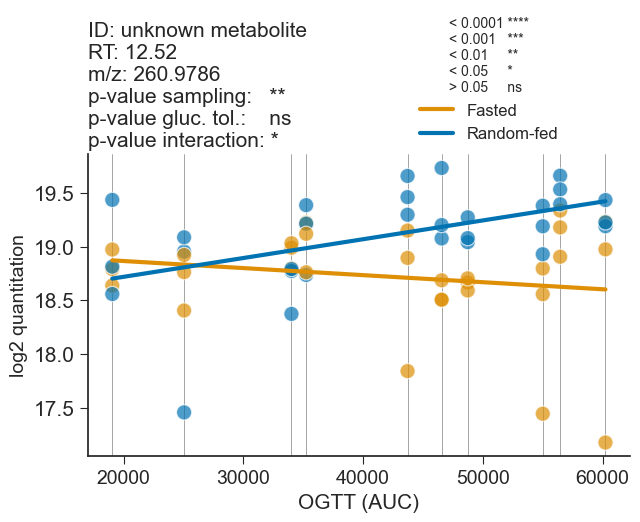 ID: unknown metabolite
RT: 12.52
m/z: 260.9786
p-value sampling: **
p-value gluc. tol.: ns
p-value interaction: *
< 0.0001 ****
< 0.001 ***
< 0.01 **
< 0.05 *
> 0.05 ns
Fasted
Random-fed
log2 quantitation
19.5
19.0
18.5
18.0
17.5
20000 30000 40000 50000 60000
OGTT (AUC)